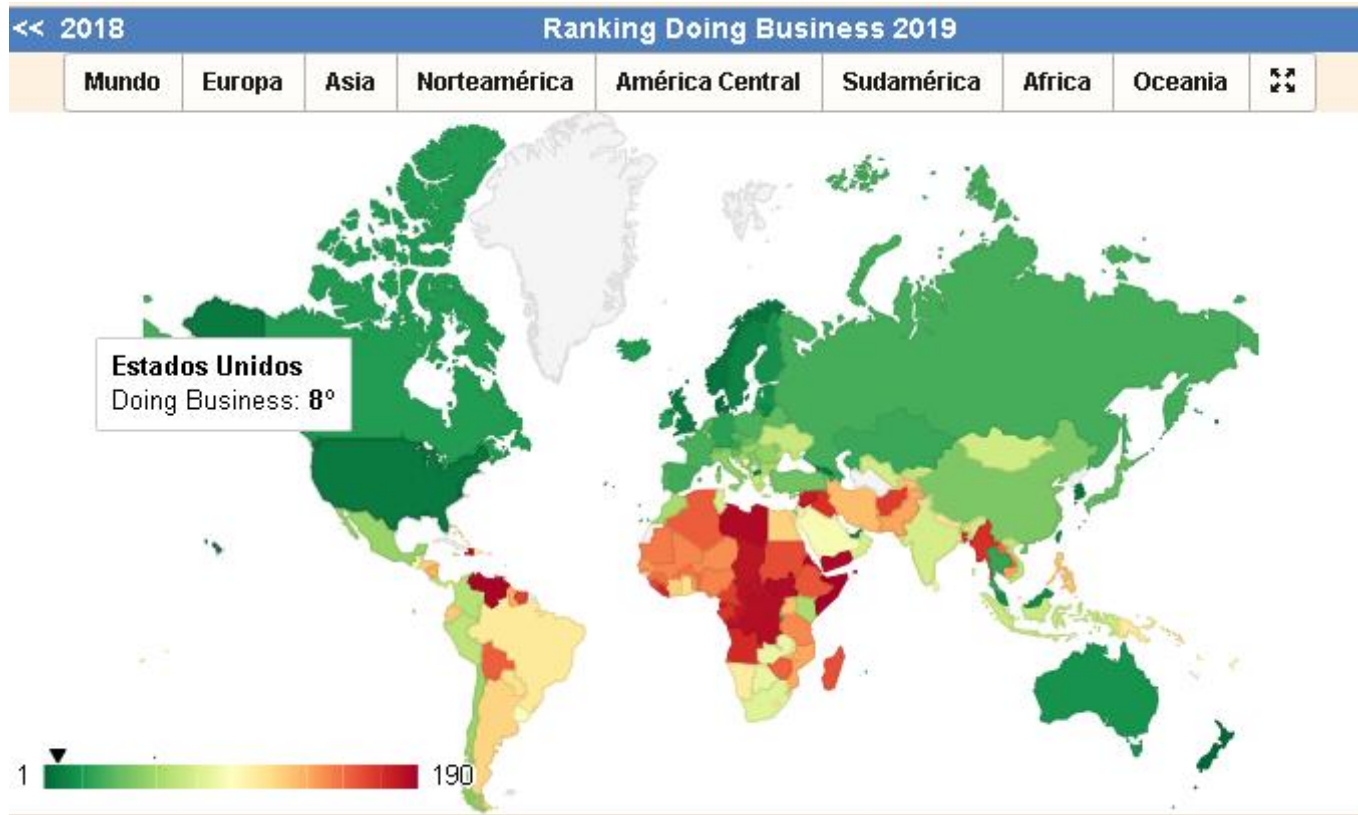 << 2018 Ranking Doing Business 2019
Mundo Europa Asia Norteamérica América Central Sudamérica Africa Oceania
Estados Unidos
Doing Business: 8º
1 190